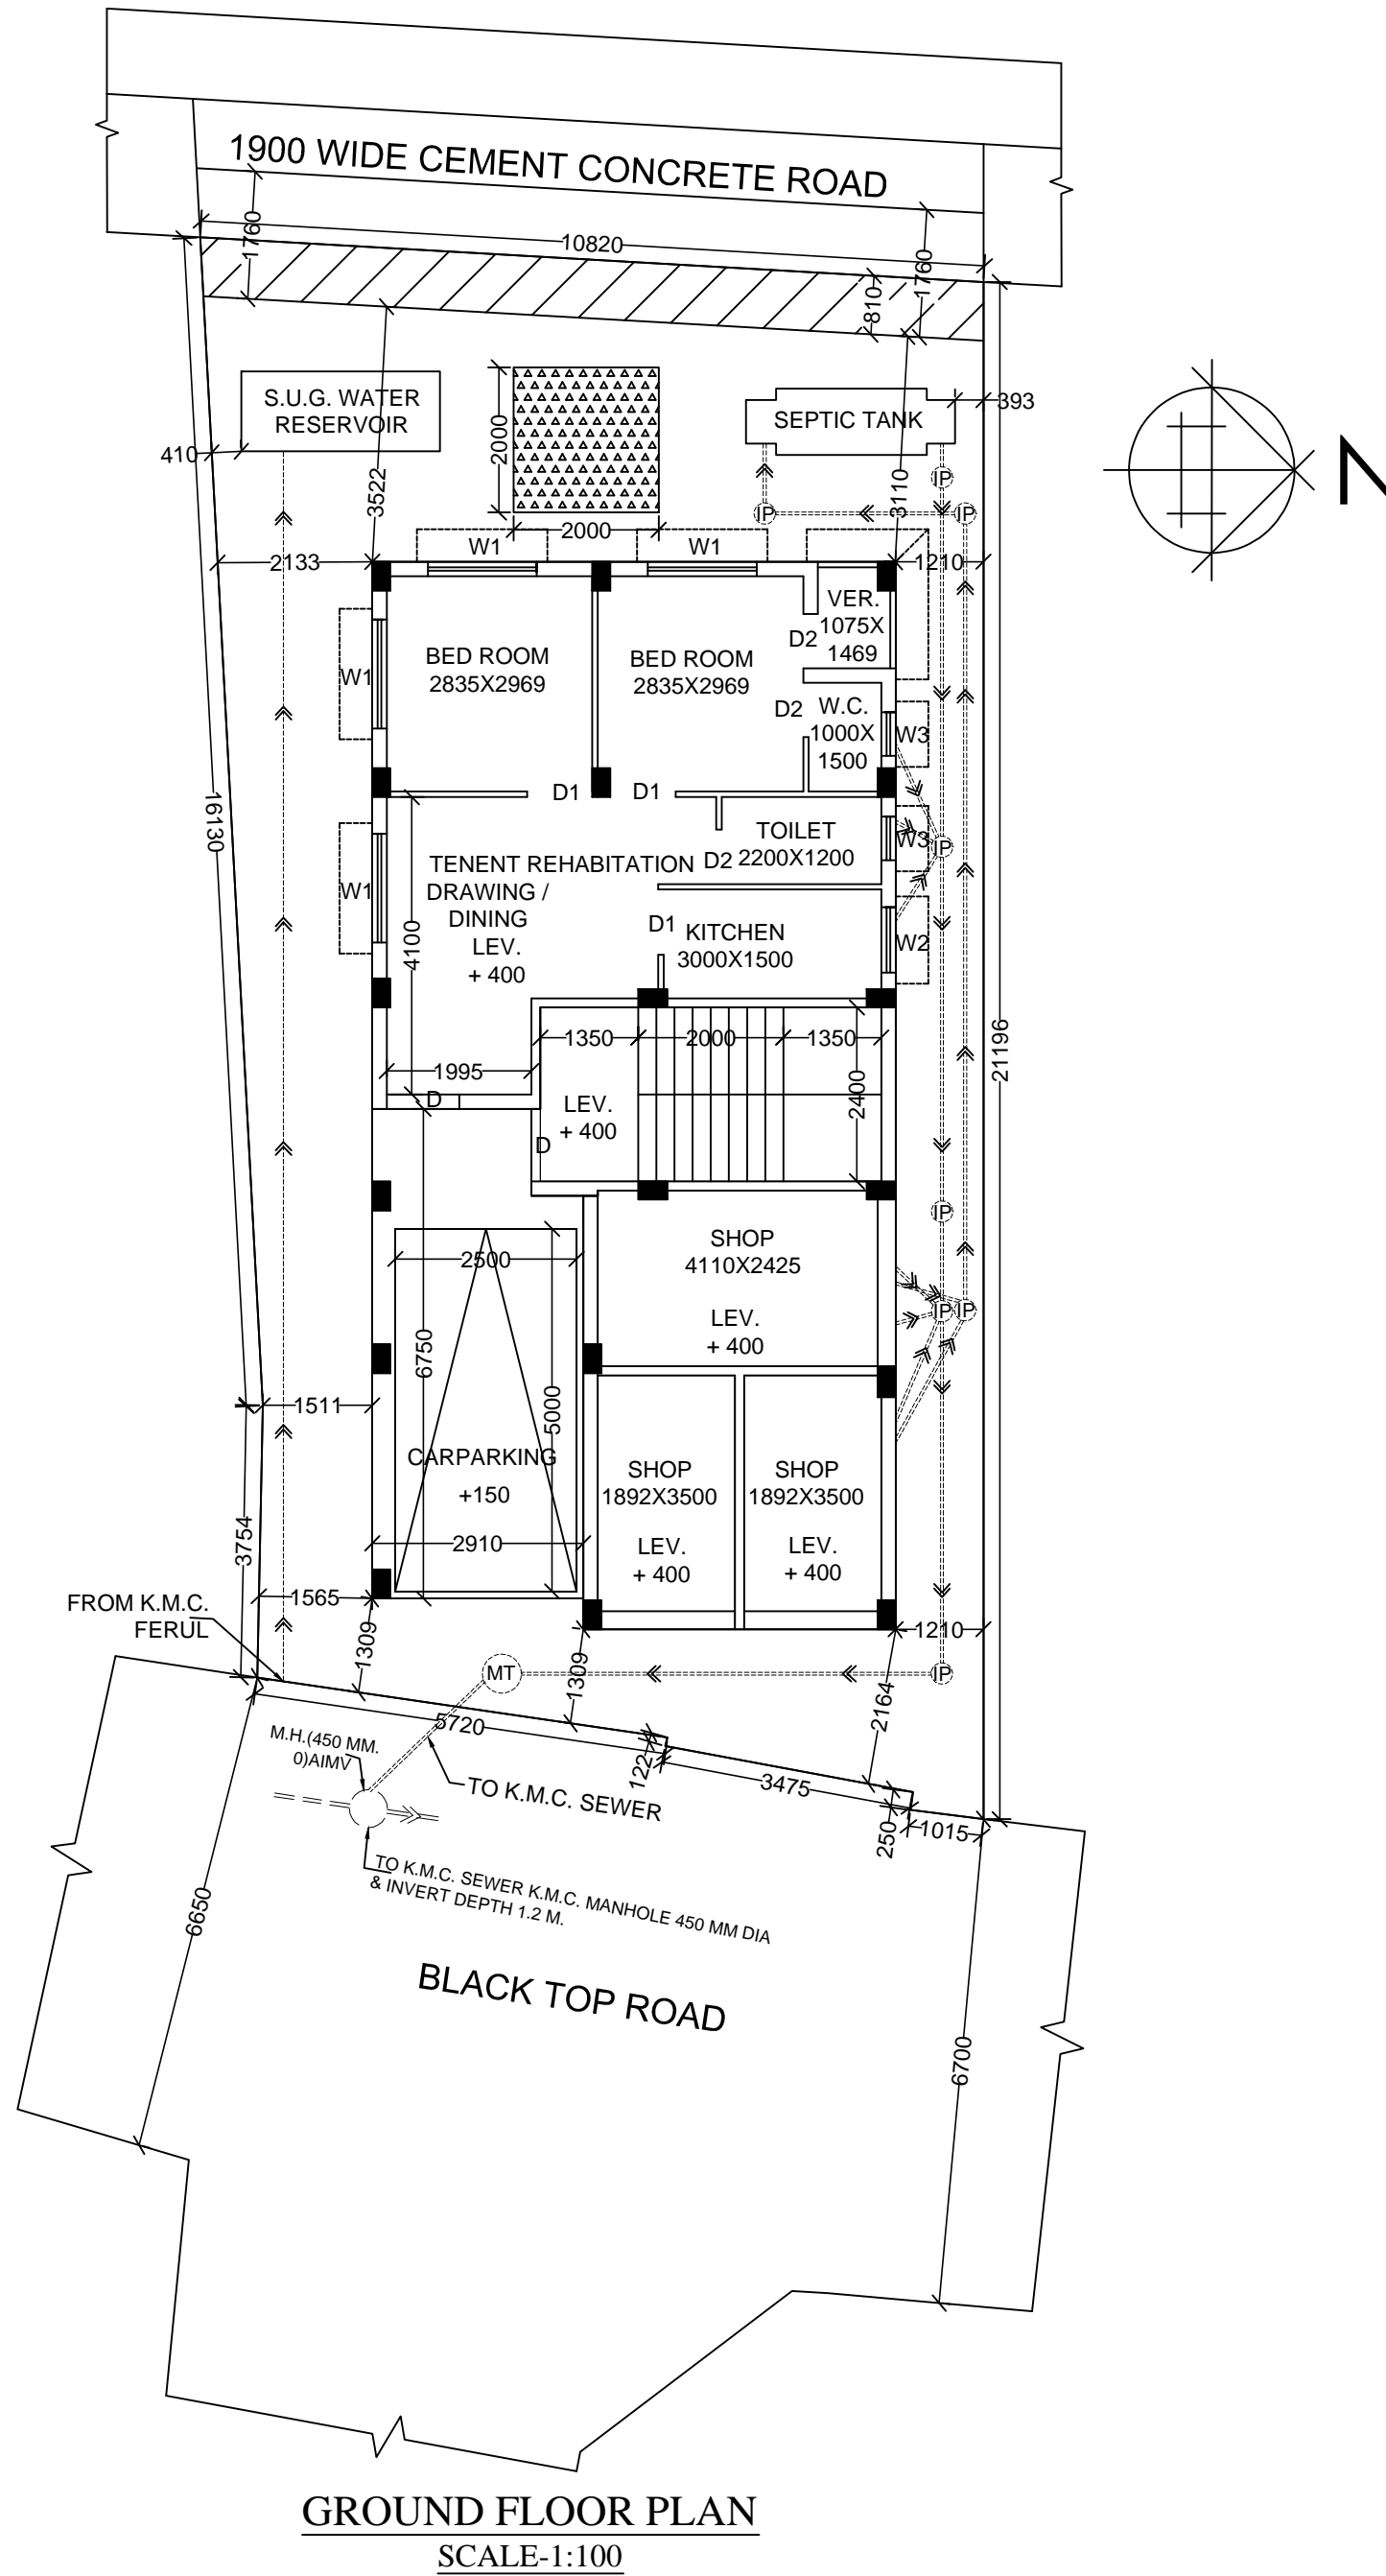 1900 WIDE CEMENT CONCRETE ROAD
1760
10820
1760
810
S.U.G. WATER
RESERVOIR
2000
SEPTIC TANK
393
N
410
3522
3110
IP
IP
IP
2000
W1
W1
2133
1210
VER.
1075X
1469
D2
BED ROOM
2835X2969
BED ROOM
2835X2969
W1
D2
W.C.
1000X
1500
W3
D1
D1
16130
TOILET
2200X1200
D2
W3
IP
TENENT REHABITATION
DRAWING /
DINING
LEV.
+ 400
W1
4100
D1
KITCHEN
3000X1500
W2
1350
2000
1350
21196
1995
2400
D
LEV.
+ 400
D
IP
SHOP
4110X2425
LEV.
+ 400
2500
IP
IP
6750
5000
1511
CARPARKING
+150
SHOP
1892X3500
LEV.
+ 400
SHOP
1892X3500
LEV.
+ 400
3754
2910
1565
FROM K.M.C.
FERUL
1309
1309
1210
MT
IP
2164
5720
M.H.(450 MM.
0)AIMV
122
3475
TO K.M.C. SEWER
250
1015
TO K.M.C. SEWER K.M.C. MANHOLE 450 MM DIA
& INVERT DEPTH 1.2 M.
6650
BLACK TOP ROAD
6700
GROUND FLOOR PLAN
SCALE-1:100